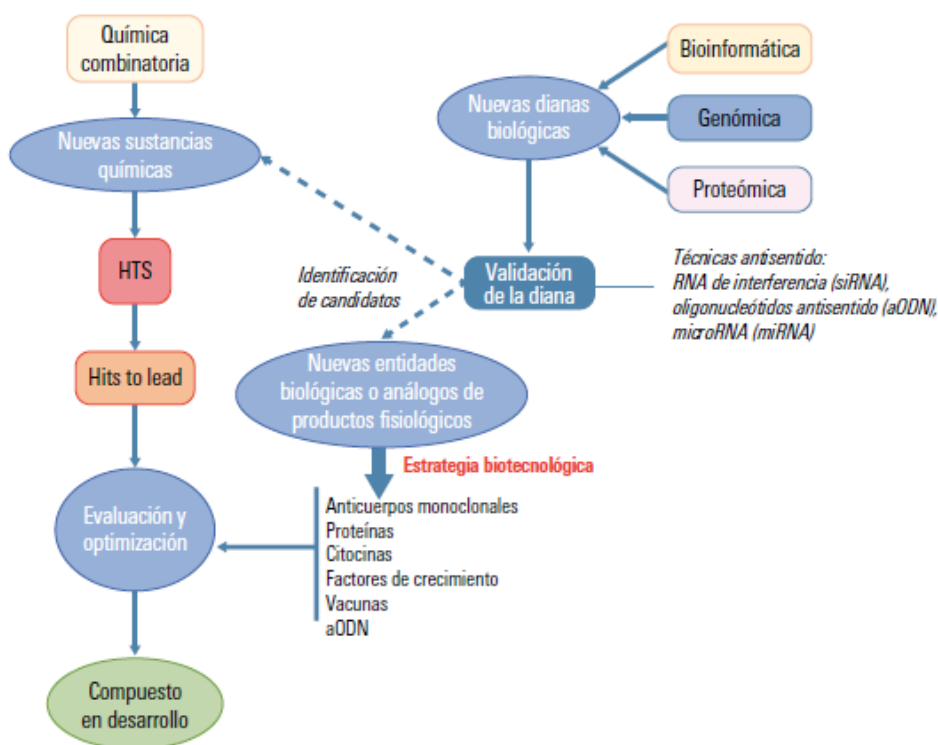 Química
combinatoria
Nuevas sustancias
químicas
HTS
Hits to lead
Evaluación y
optimización
Compuesto
en desarrollo
Bioinformática
Genómica
Proteómica
Nuevas dianas
biológicas
Validación
de la diana
Técnicas antisentido:
RNA de interferencia (siRNA),
oligonucleótidos antisentido (aODN),
microRNA (miRNA)
Identificación
de candidatos
Nuevas entidades
biológicas o análogos de
productos fisiológicos
Estrategia biotecnológica
Anticuerpos monoclonales
Proteínas
Citocinas
Factores de crecimiento
Vacunas
aODN